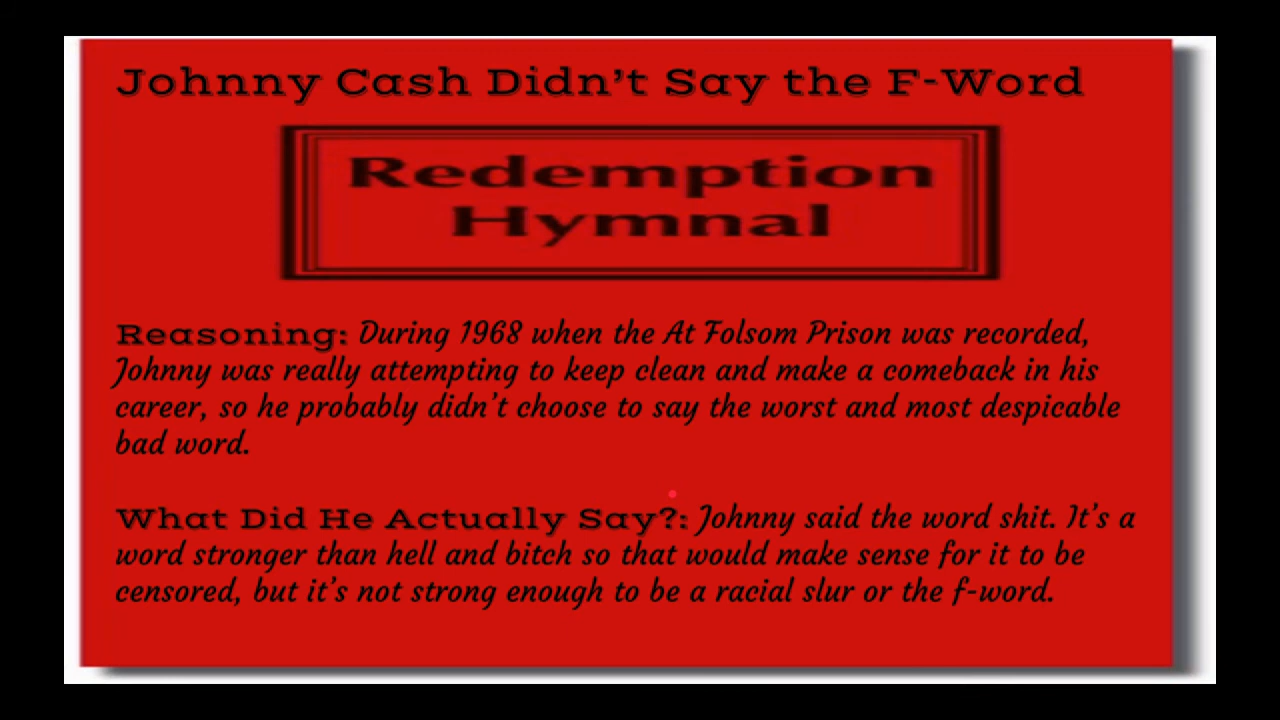 Johnny Cash Didn't Say the F-Word
Redemption
Hymnal
Reasoning: During 1968 when the At Folsom Prison was recorded,
Johnny was really attempting to keep clean and make a comeback in his
career, so he probably didn't choose to say the worst and most despicable
bad word.
What Did He Actually Say?: Johnny said the word shit. It's a
word stronger than hell and bitch so that would make sense for it to be
censored, but it's not strong enough to be a racial slur or the f-word.